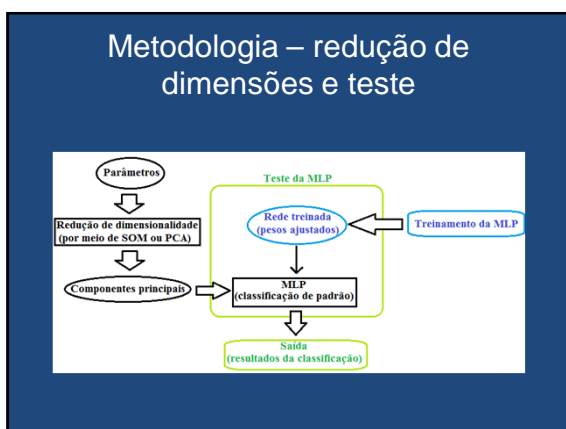 Metodologia – redução de
dimensões e teste
Parâmetros
Redução de dimensionalidade
(por meio de SOM ou PCA)
Componentes principais
Teste da MLP
Rede treinada
(pesos ajustados)
Treinamento da MLP
MLP
(classificação de padrão)
Saída
(resultados da classificação)